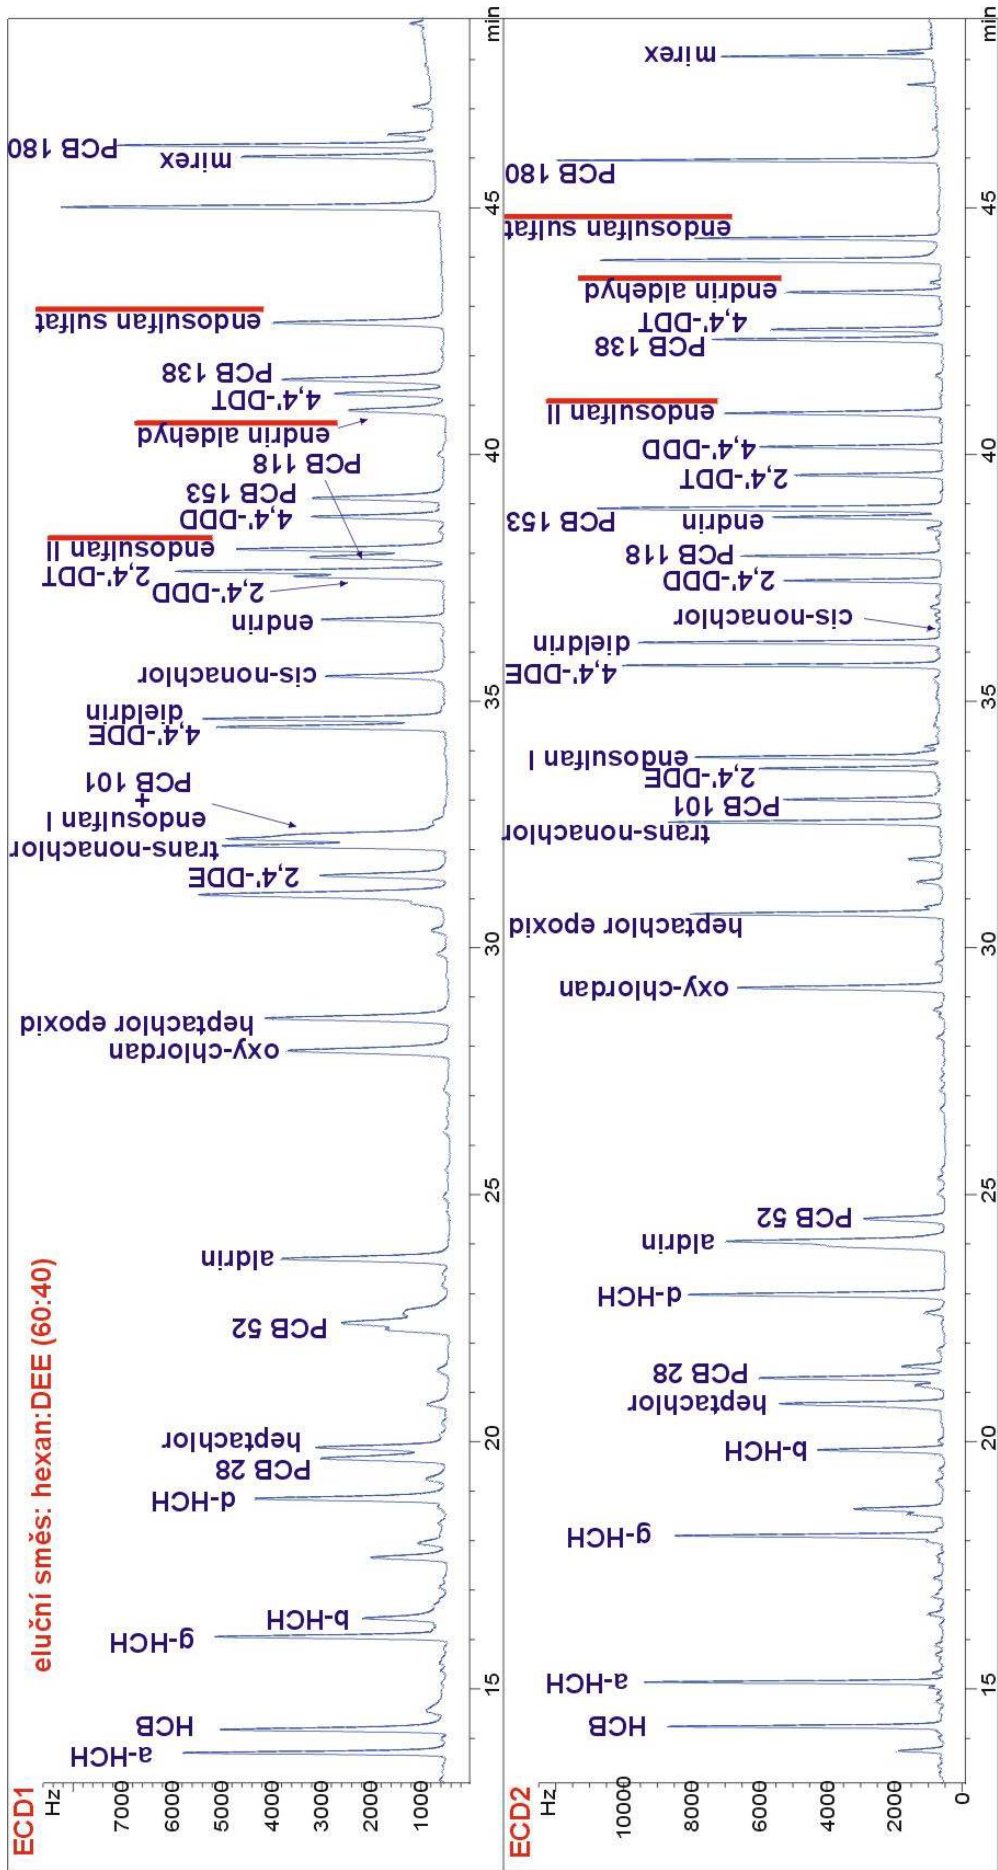 ECD1
eluční směs: hexan:DEE (60:40)
Hz
7000
6000
5000
4000
3000
2000
1000
a-HCH
HCB
g-HCH
b-HCH
d-HCH
PCB 28
heptachlor
PCB 52
aldrin
oxy-chlordan
heptachlor epoxid
2,4'-DDE
trans-nonachlor
endosulfan I
+
PCB 101
4,4'-DDE
dieldrin
cis-nonachlor
endrin
2,4'-DDD
2,4'-DDT
endosulfan II
4,4'-DDD
PCB 153
PCB 118
endrin aldehyd
4,4'-DDT
PCB 138
endosulfan sulfat
mirex
PCB 180
15
20
25
30
35
40
45
min
ECD2
Hz
10000
8000
6000
4000
2000
0
HCB
a-HCH
g-HCH
b-HCH
heptachlor
PCB 28
d-HCH
aldrin
PCB 52
oxy-chlordan
heptachlor epoxid
trans-nonachlor
PCB 101
2,4'-DDE
endosulfan I
4,4'-DDE
dieldrin
cis-nonachlor
2,4'-DDD
PCB 118
endrin
PCB 153
2,4'-DDT
4,4'-DDD
endosulfan II
PCB 138
4,4'-DDT
endrin aldehyd
endosulfan sulfat
PCB 180
mirex
15
20
25
30
35
40
45
min